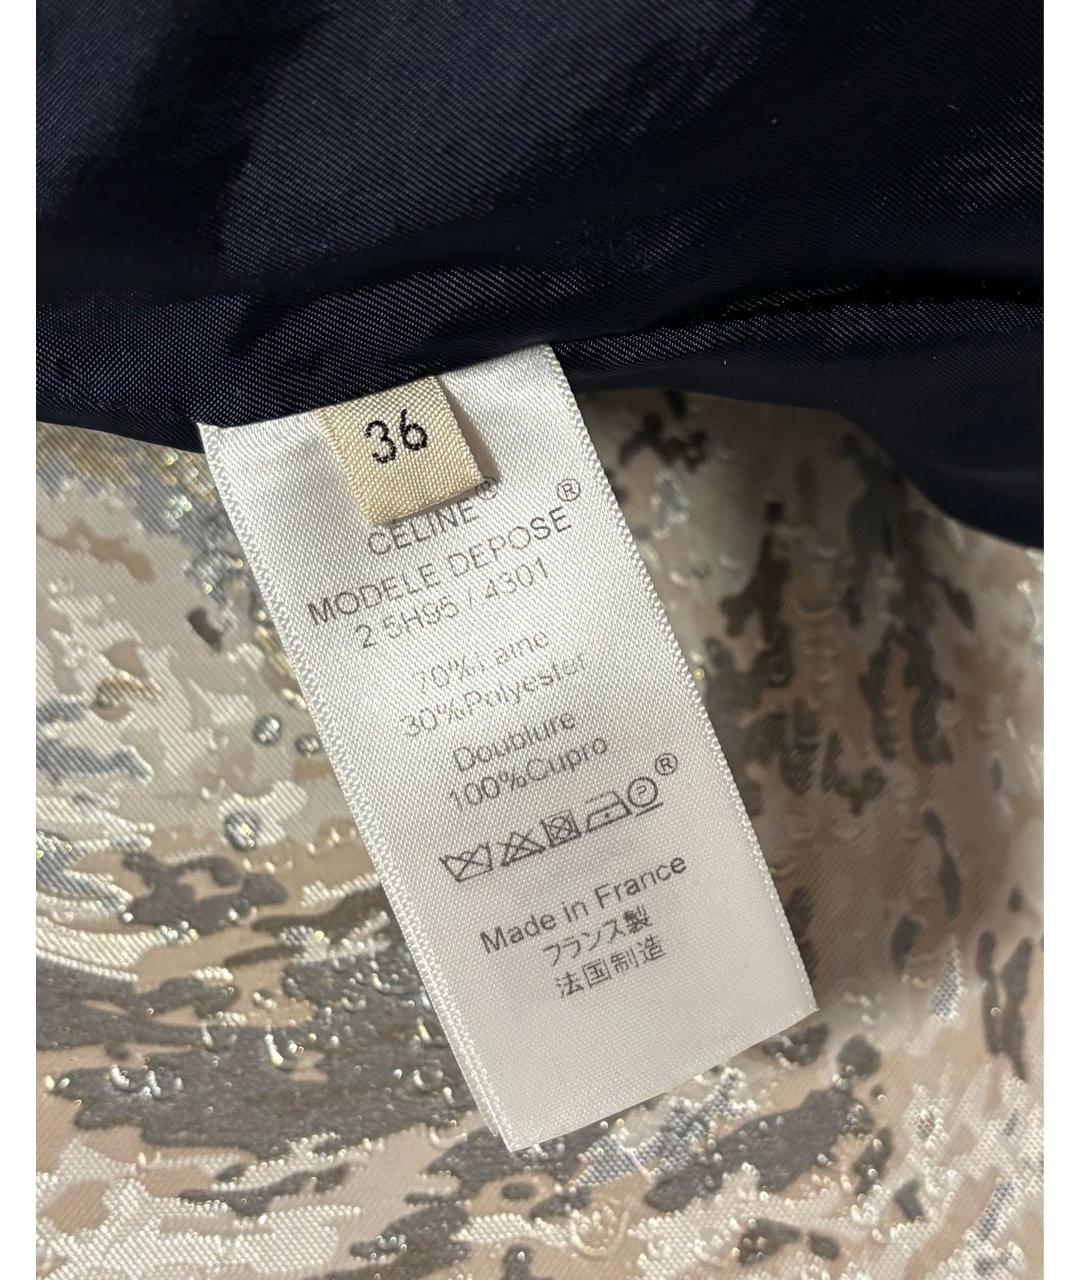 36
CELINE®
MODELE DEPOSE®
2 5H95 / 4301
70%Laine
30%Polyester
Doublure
100%Cupro
P ®
Made in France
フランス製
法国制造